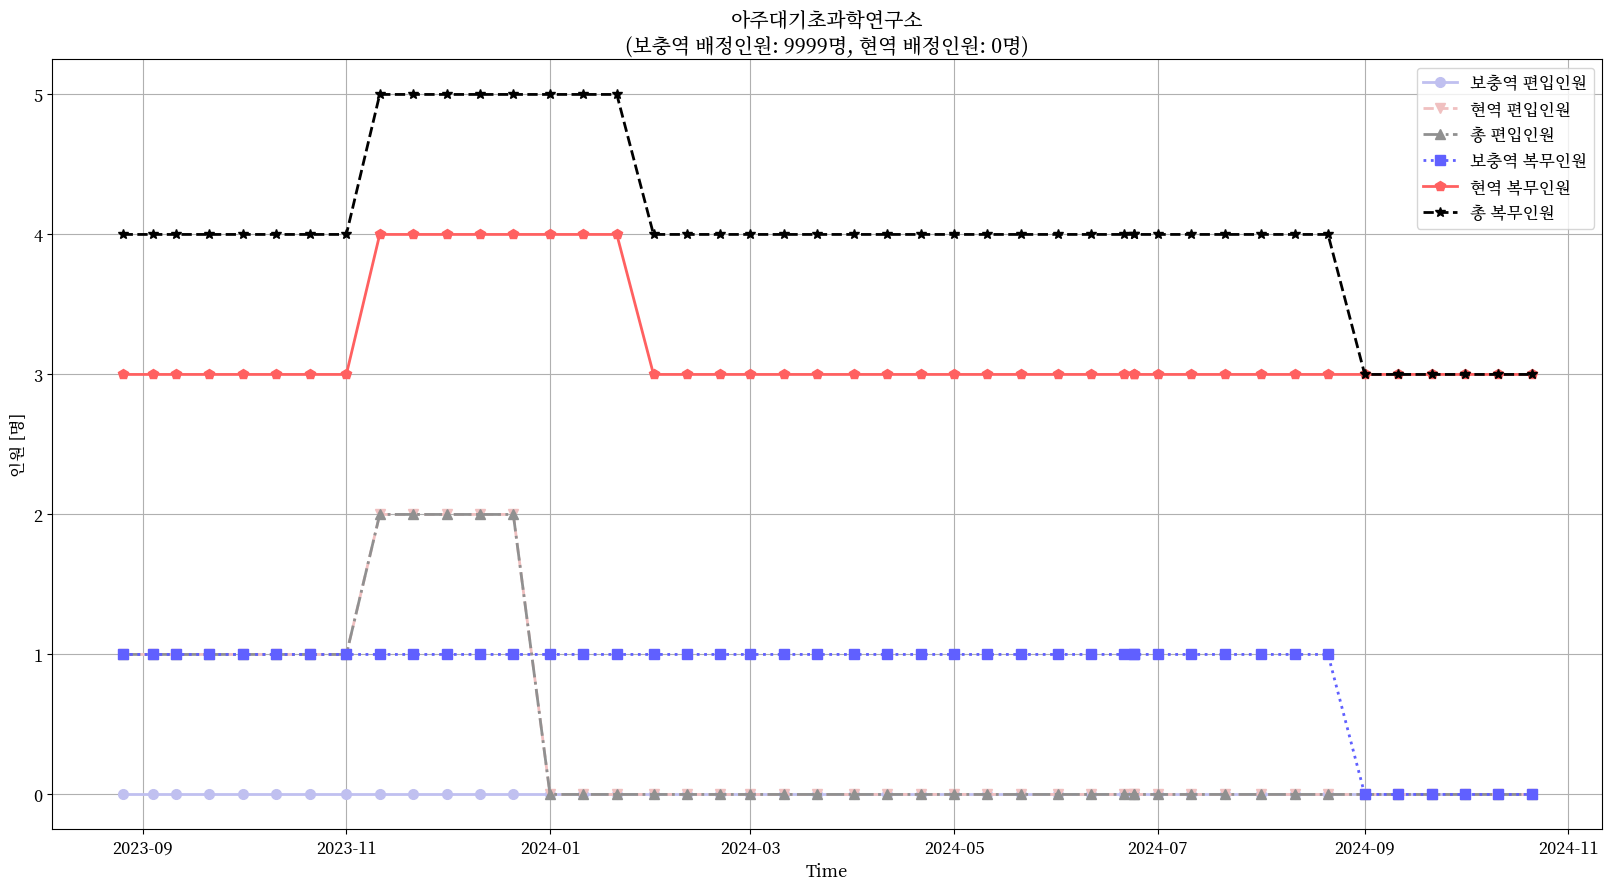 아주대기초과학연구소
(보충역 배정인원: 9999명, 현역 배정인원: 0명)
보충역 편입인원
현역 편입인원
총 편입인원
보충역 복무인원
현역 복무인원
총 복무인원
인원 [명]
5
4
3
2
1
0
2023-09
2023-11
2024-01
2024-03
2024-05
2024-07
2024-09
2024-11
Time